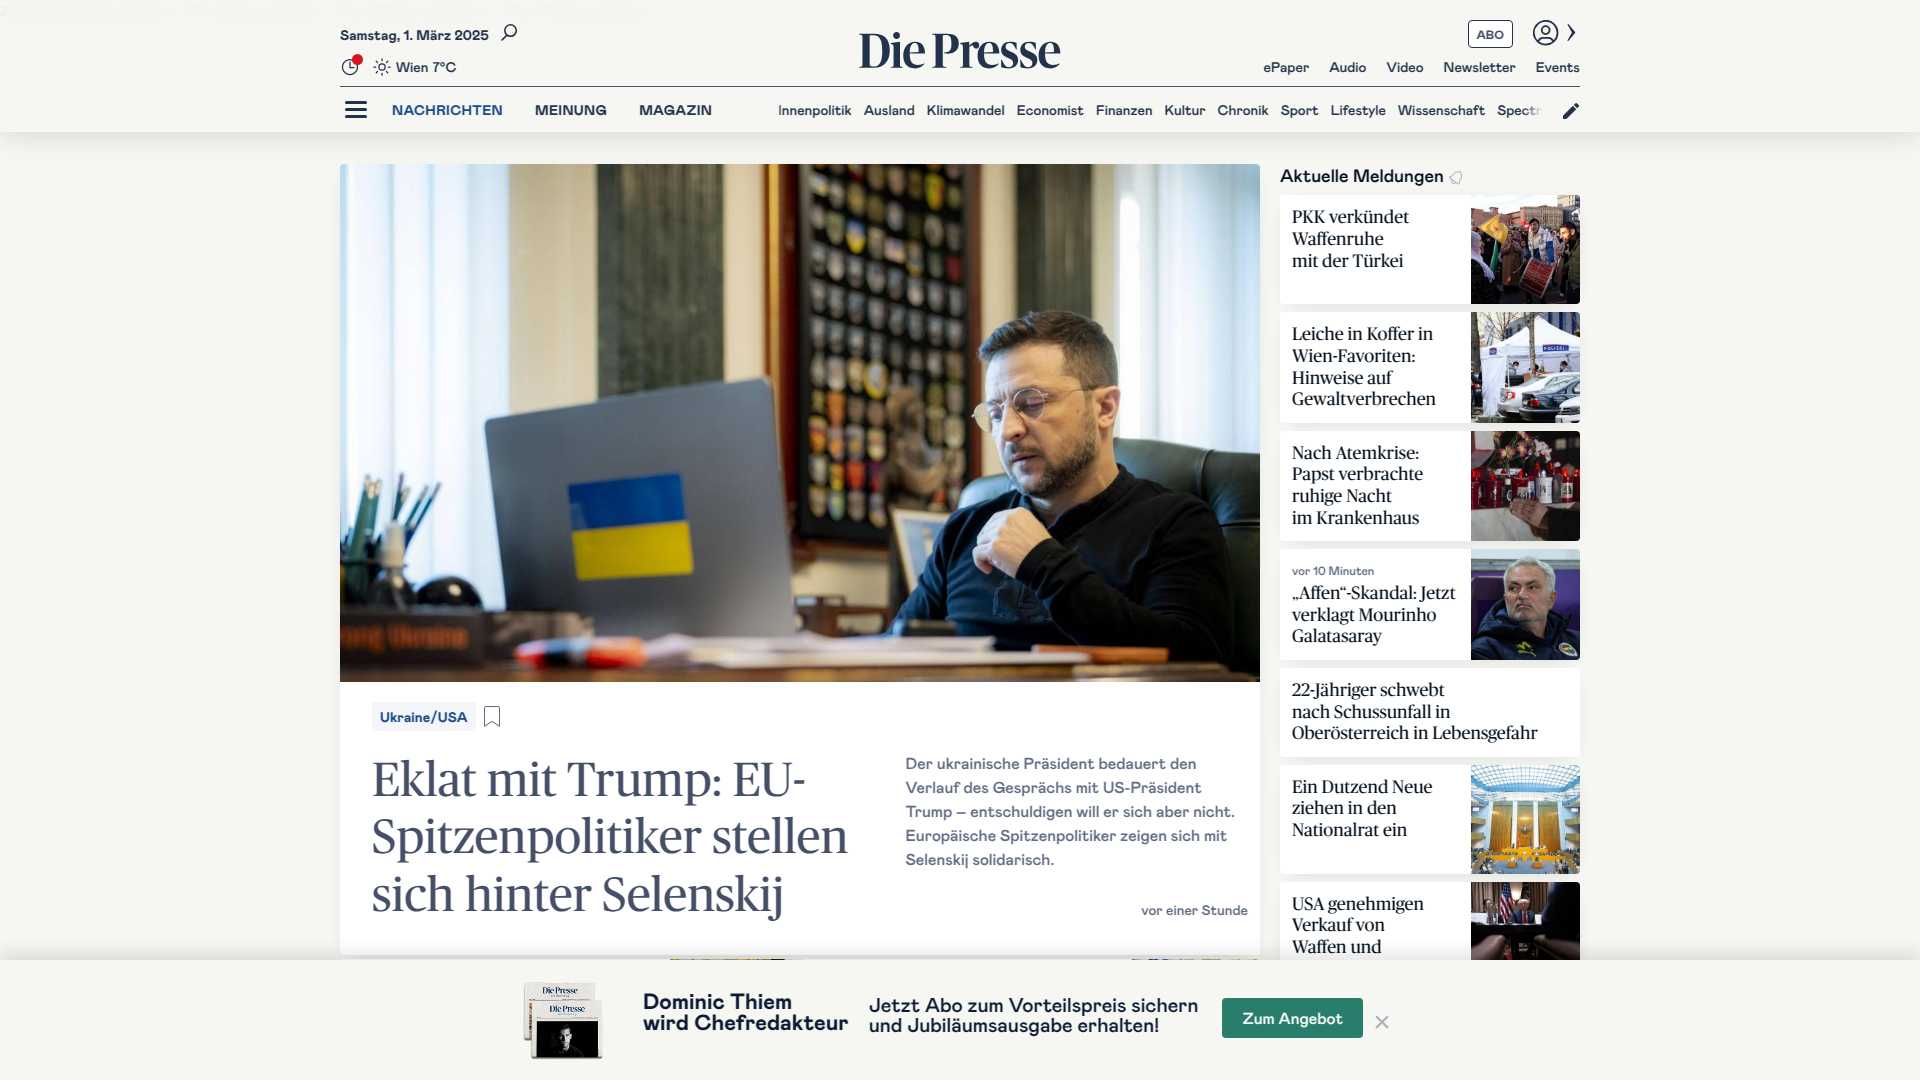 Samstag, 1. März 2025
Die Presse
ABO
Wien 7°C
ePaper Audio Video Newsletter Events
NACHRICHTEN MEINUNG MAGAZIN
Innenpolitik Ausland Klimawandel Economist Finanzen Kultur Chronik Sport Lifestyle Wissenschaft Spectr
Ukraine/USA
Eklat mit Trump: EU-
Spitzenpolitiker stellen
sich hinter Selenskij
Der ukrainische Präsident bedauert den
Verlauf des Gesprächs mit US-Präsident
Trump – entschuldigen will er sich aber nicht.
Europäische Spitzenpolitiker zeigen sich mit
Selenskij solidarisch.
vor einer Stunde
Aktuelle Meldungen
PKK verkündet
Waffenruhe
mit der Türkei
Leiche in Koffer in
Wien-Favoriten:
Hinweise auf
Gewaltverbrechen
POLIZEI
Nach Atemkrise:
Papst verbrachte
ruhige Nacht
im Krankenhaus
vor 10 Minuten
„Affen“-Skandal: Jetzt
verklagt Mourinho
Galatasaray
22-Jähriger schwebt
nach Schussunfall in
Oberösterreich in Lebensgefahr
Ein Dutzend Neue
ziehen in den
Nationalrat ein
USA genehmigen
Verkauf von
Waffen und
Die Presse
Die Presse
Dominic Thiem
wird Chefredakteur
Jetzt Abo zum Vorteilspreis sichern
und Jubiläumsausgabe erhalten!
Zum Angebot